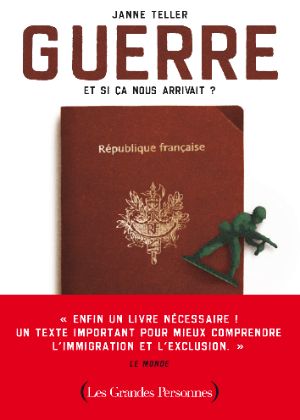 JANNE TELLER
GUERRE
ET SI ÇA NOUS ARRIVAIT ?
République française
« ENFIN UN LIVRE NÉCESSAIRE !
UN TEXTE IMPORTANT POUR MIEUX COMPRENDRE
L'IMMIGRATION ET L'EXCLUSION. »
LE MONDE
(Les Grandes Personnes)